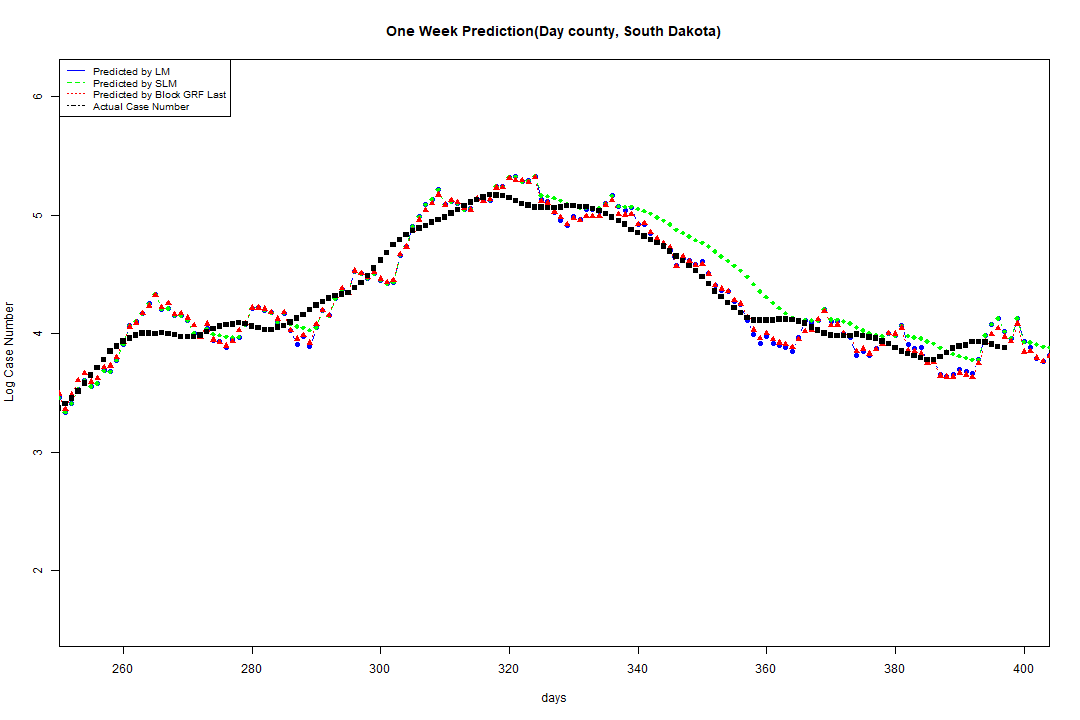 One Week Prediction(Day county, South Dakota)
Predicted by LM
Predicted by SLM
Predicted by Block GRF Last
Actual Case Number
Log Case Number
6
5
4
3
2
260 280 300 320 340 360 380 400
days